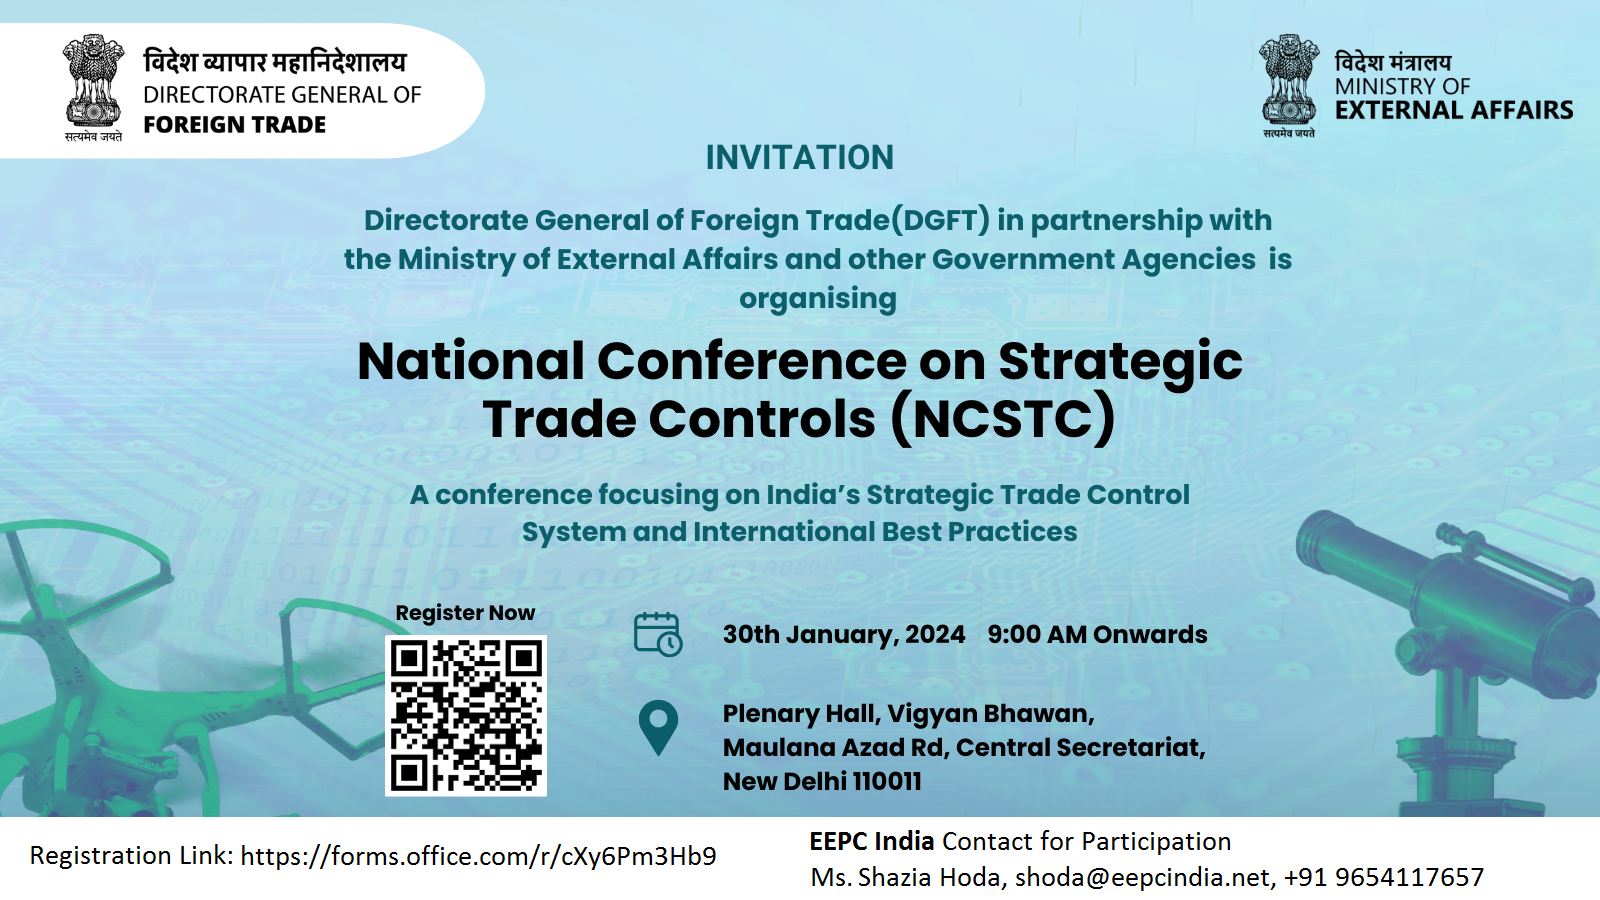 विदेश व्यापार महानिदेशालय
DIRECTORATE GENERAL OF
FOREIGN TRADE
सत्यमेव जयते
विदेश मंत्रालय
MINISTRY OF
EXTERNAL AFFAIRS
सत्यमेव जयते
INVITATION
Directorate General of Foreign Trade(DGFT) in partnership with
the Ministry of External Affairs and other Government Agencies is
organising
National Conference on Strategic
Trade Controls (NCSTC)
A conference focusing on India's Strategic Trade Control
System and International Best Practices
Register Now
30th January, 2024 9:00 AM Onwards
Plenary Hall, Vigyan Bhawan,
Maulana Azad Rd, Central Secretariat,
New Delhi 110011
Registration Link: https://forms.office.com/r/cXy6Pm3Hb9
EEPC India Contact for Participation
Ms. Shazia Hoda, shoda@eepcindia.net, +91 9654117657